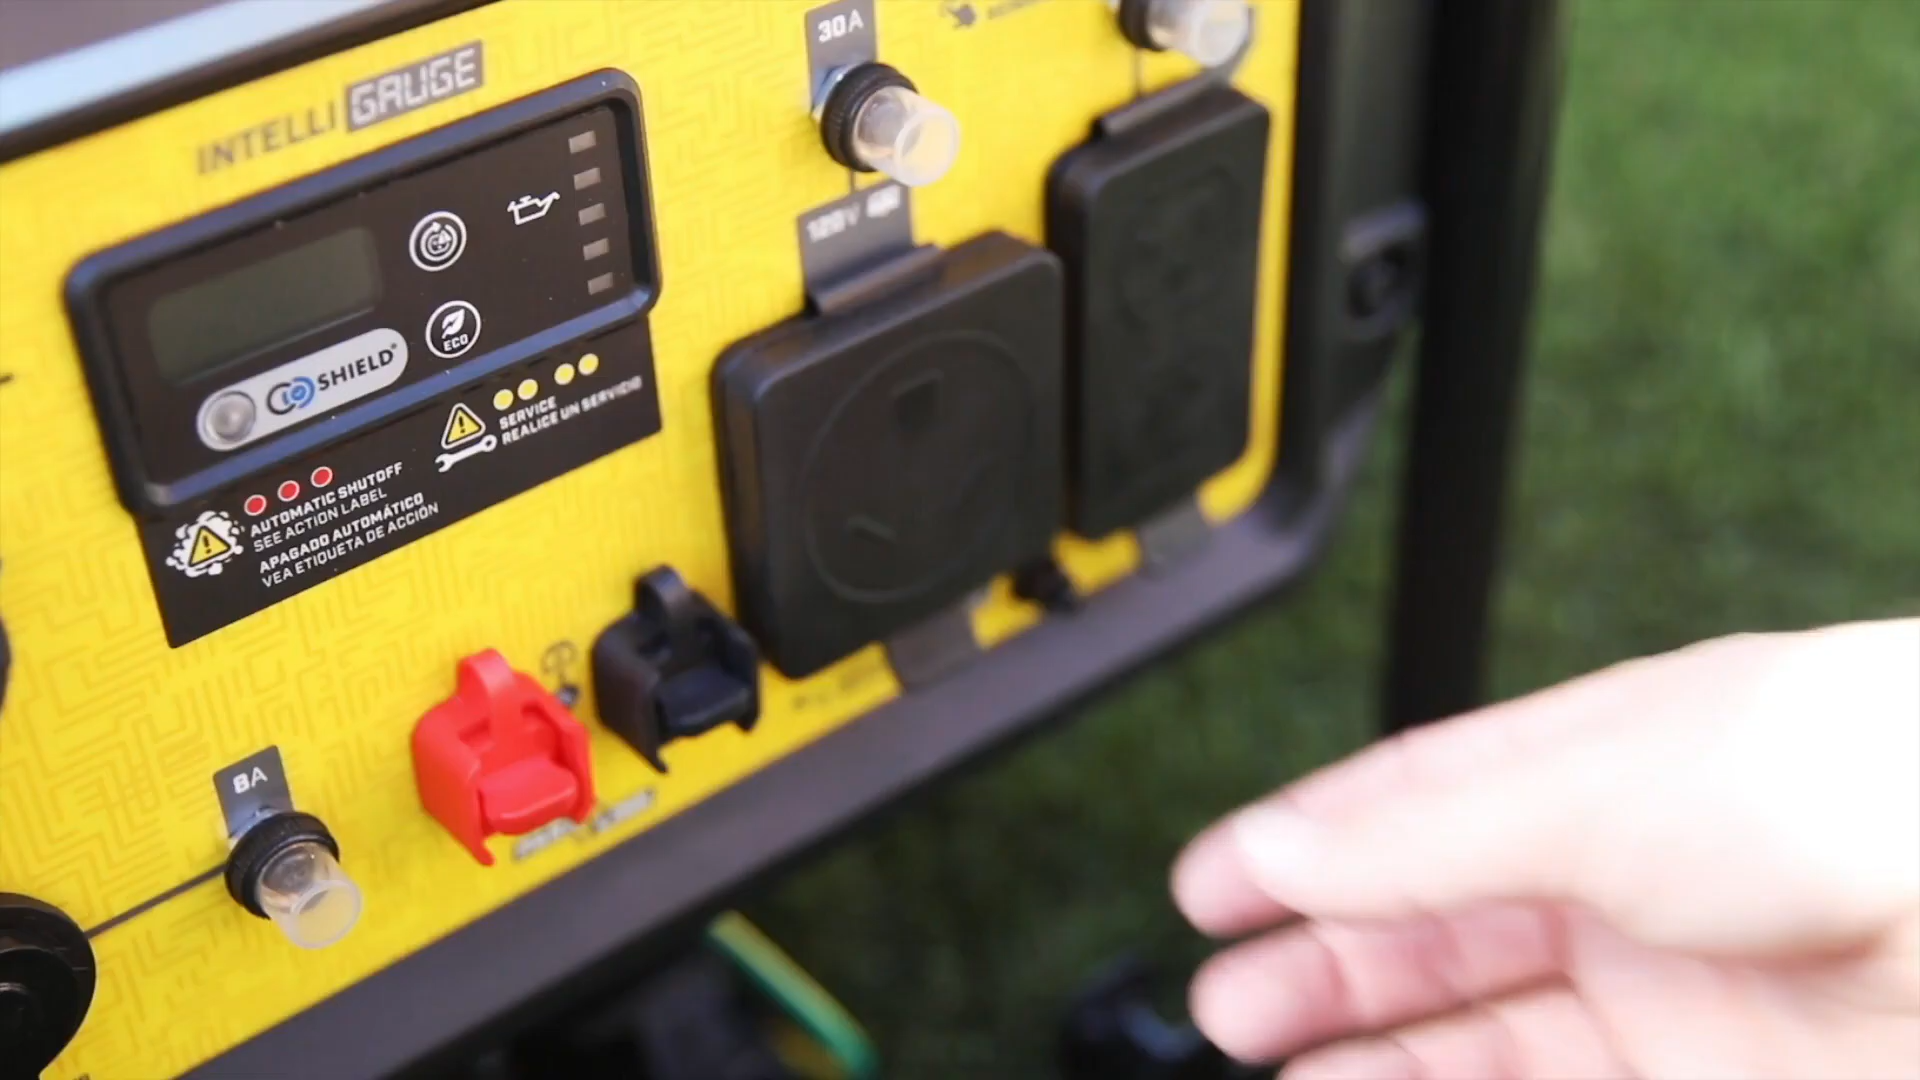 INTELLI GAUGE
30A
120V
CO SHIELD®
ECO
SERVICE
REALICE UN SERVICIO
AUTOMATIC SHUTOFF
SEE ACTION LABEL
APAGADO AUTOMÁTICO
VEA ETIQUETA DE ACCIÓN
8A